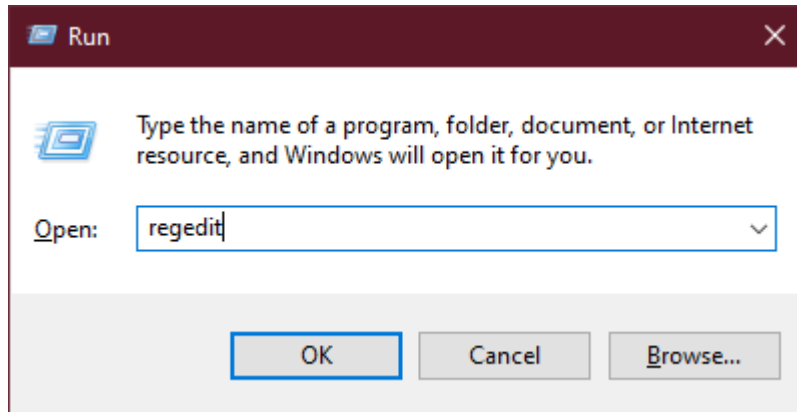 Run
Type the name of a program, folder, document, or Internet
resource, and Windows will open it for you.
Open: regedit
OK Cancel Browse...